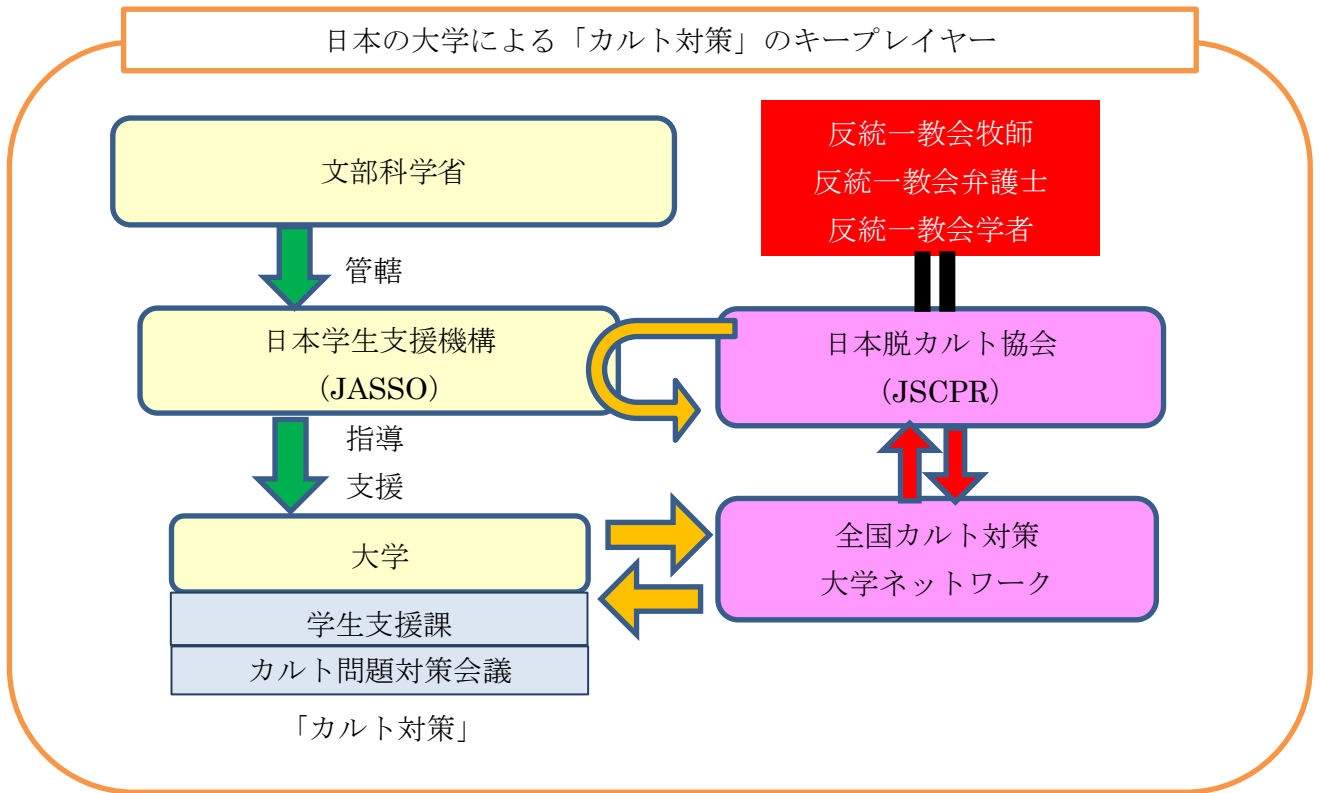 日本の大学による「カルト対策」のキープレイヤー
文部科学省
反統一教会牧師
反統一教会弁護士
反統一教会学者
管轄
日本学生支援機構
(JASSO)
日本脱カルト協会
(JSCPR)
指導
支援
大学
全国カルト対策
大学ネットワーク
学生支援課
カルト問題対策会議
「カルト対策」